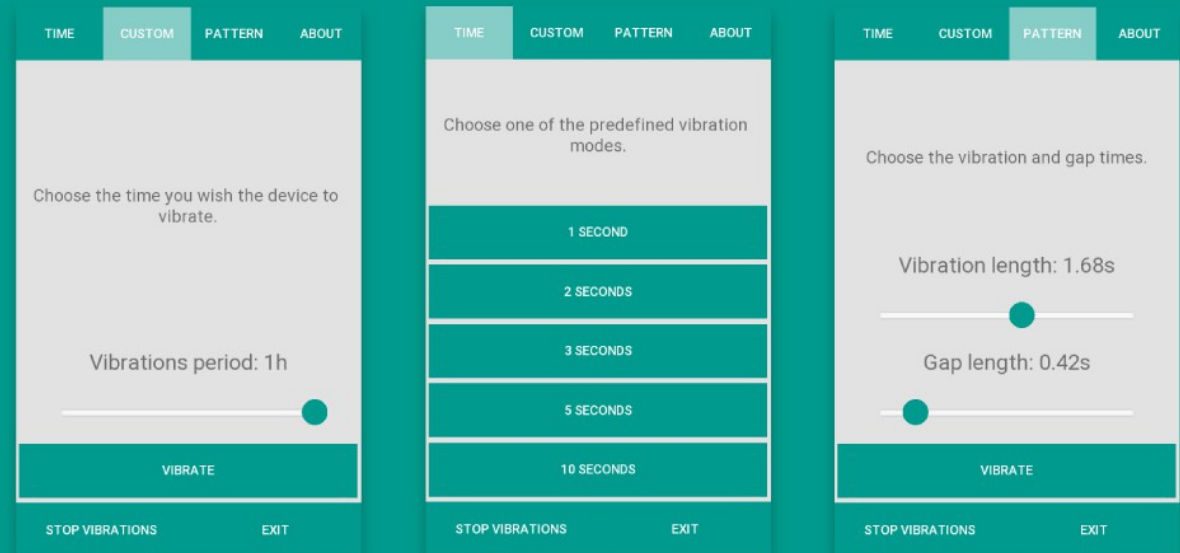 TIME CUSTOM PATTERN ABOUT
Choose the time you wish the device to
vibrate.
Vibrations period: 1h
VIBRATE
STOP VIBRATIONS EXIT
TIME CUSTOM PATTERN ABOUT
Choose one of the predefined vibration
modes.
1 SECOND
2 SECONDS
3 SECONDS
5 SECONDS
10 SECONDS
STOP VIBRATIONS EXIT
TIME CUSTOM PATTERN ABOUT
Choose the vibration and gap times.
Vibration length: 1.68s
Gap length: 0.42s
VIBRATE
STOP VIBRATIONS EXIT